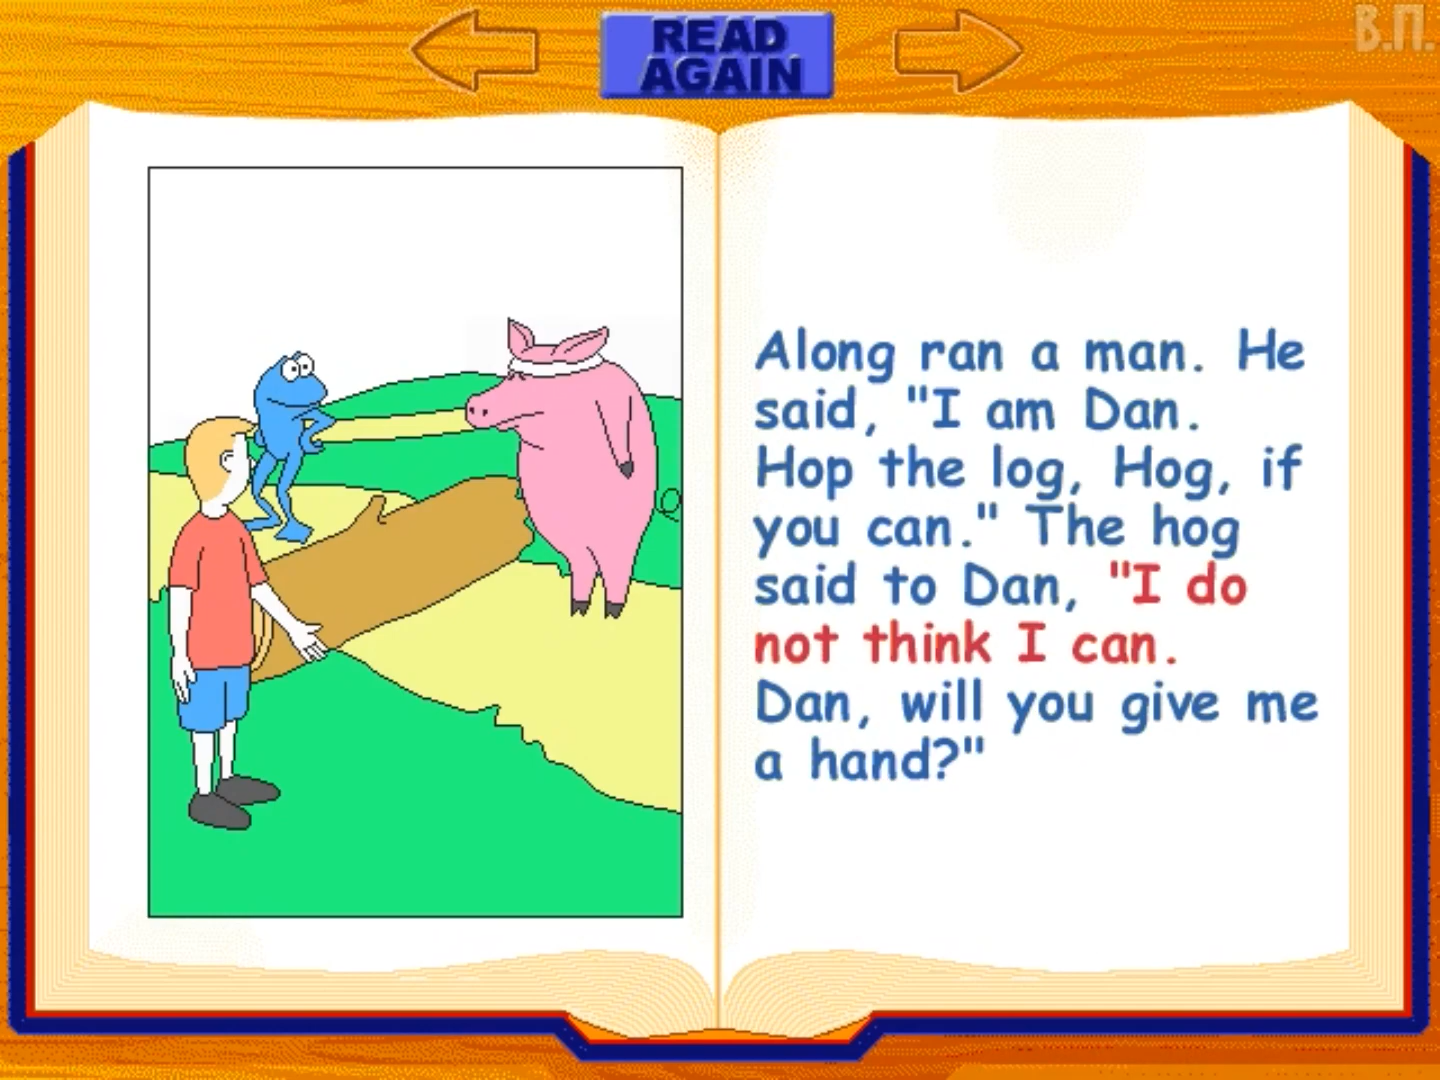 READ
AGAIN
В.П.
Along ran a man. He
said, "I am Dan.
Hop the log, Hog, if
you can." The hog
said to Dan, "I do
not think I can.
Dan, will you give me
a hand?"